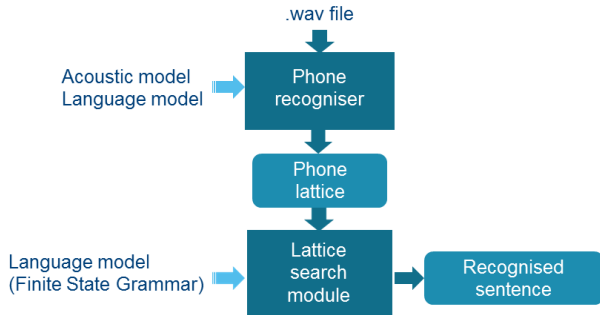 .wav file
Acoustic model
Language model
Phone
recogniser
Phone
lattice
Language model
(Finite State Grammar)
Lattice
search
module
Recognised
sentence